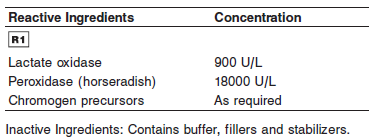 Reactive Ingredients Concentration
R1
Lactate oxidase 900 U/L
Peroxidase (horseradish) 18000 U/L
Chromogen precursors As required
Inactive Ingredients: Contains buffer, fillers and stabilizers.